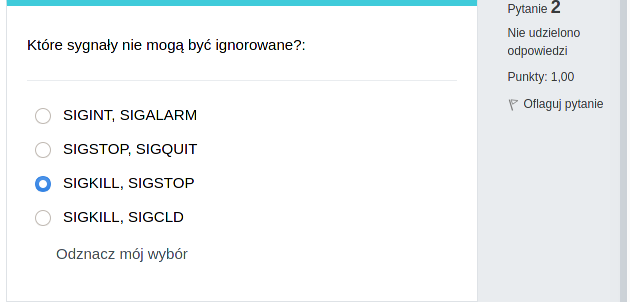 Które sygnały nie mogą być ignorowane?:
SIGINT, SIGALARM
SIGSTOP, SIGQUIT
SIGKILL, SIGSTOP
SIGKILL, SIGCLD
Odznacz mój wybór
Pytanie 2
Nie udzielono
odpowiedzi
Punkty: 1,00
Oflaguj pytanie